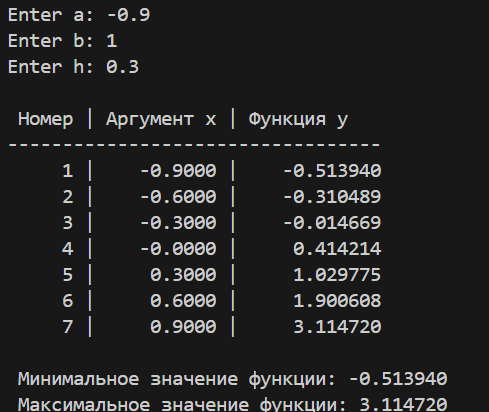 Enter a: -0.9
Enter b: 1
Enter h: 0.3
Номер | Аргумент x | Функция y
-----------------------------------
1 | -0.9000 | -0.513940
2 | -0.6000 | -0.310489
3 | -0.3000 | -0.014669
4 | -0.0000 | 0.414214
5 | 0.3000 | 1.029775
6 | 0.6000 | 1.900608
7 | 0.9000 | 3.114720
Минимальное значение функции: -0.513940
Максимальное значение функции: 3.114720